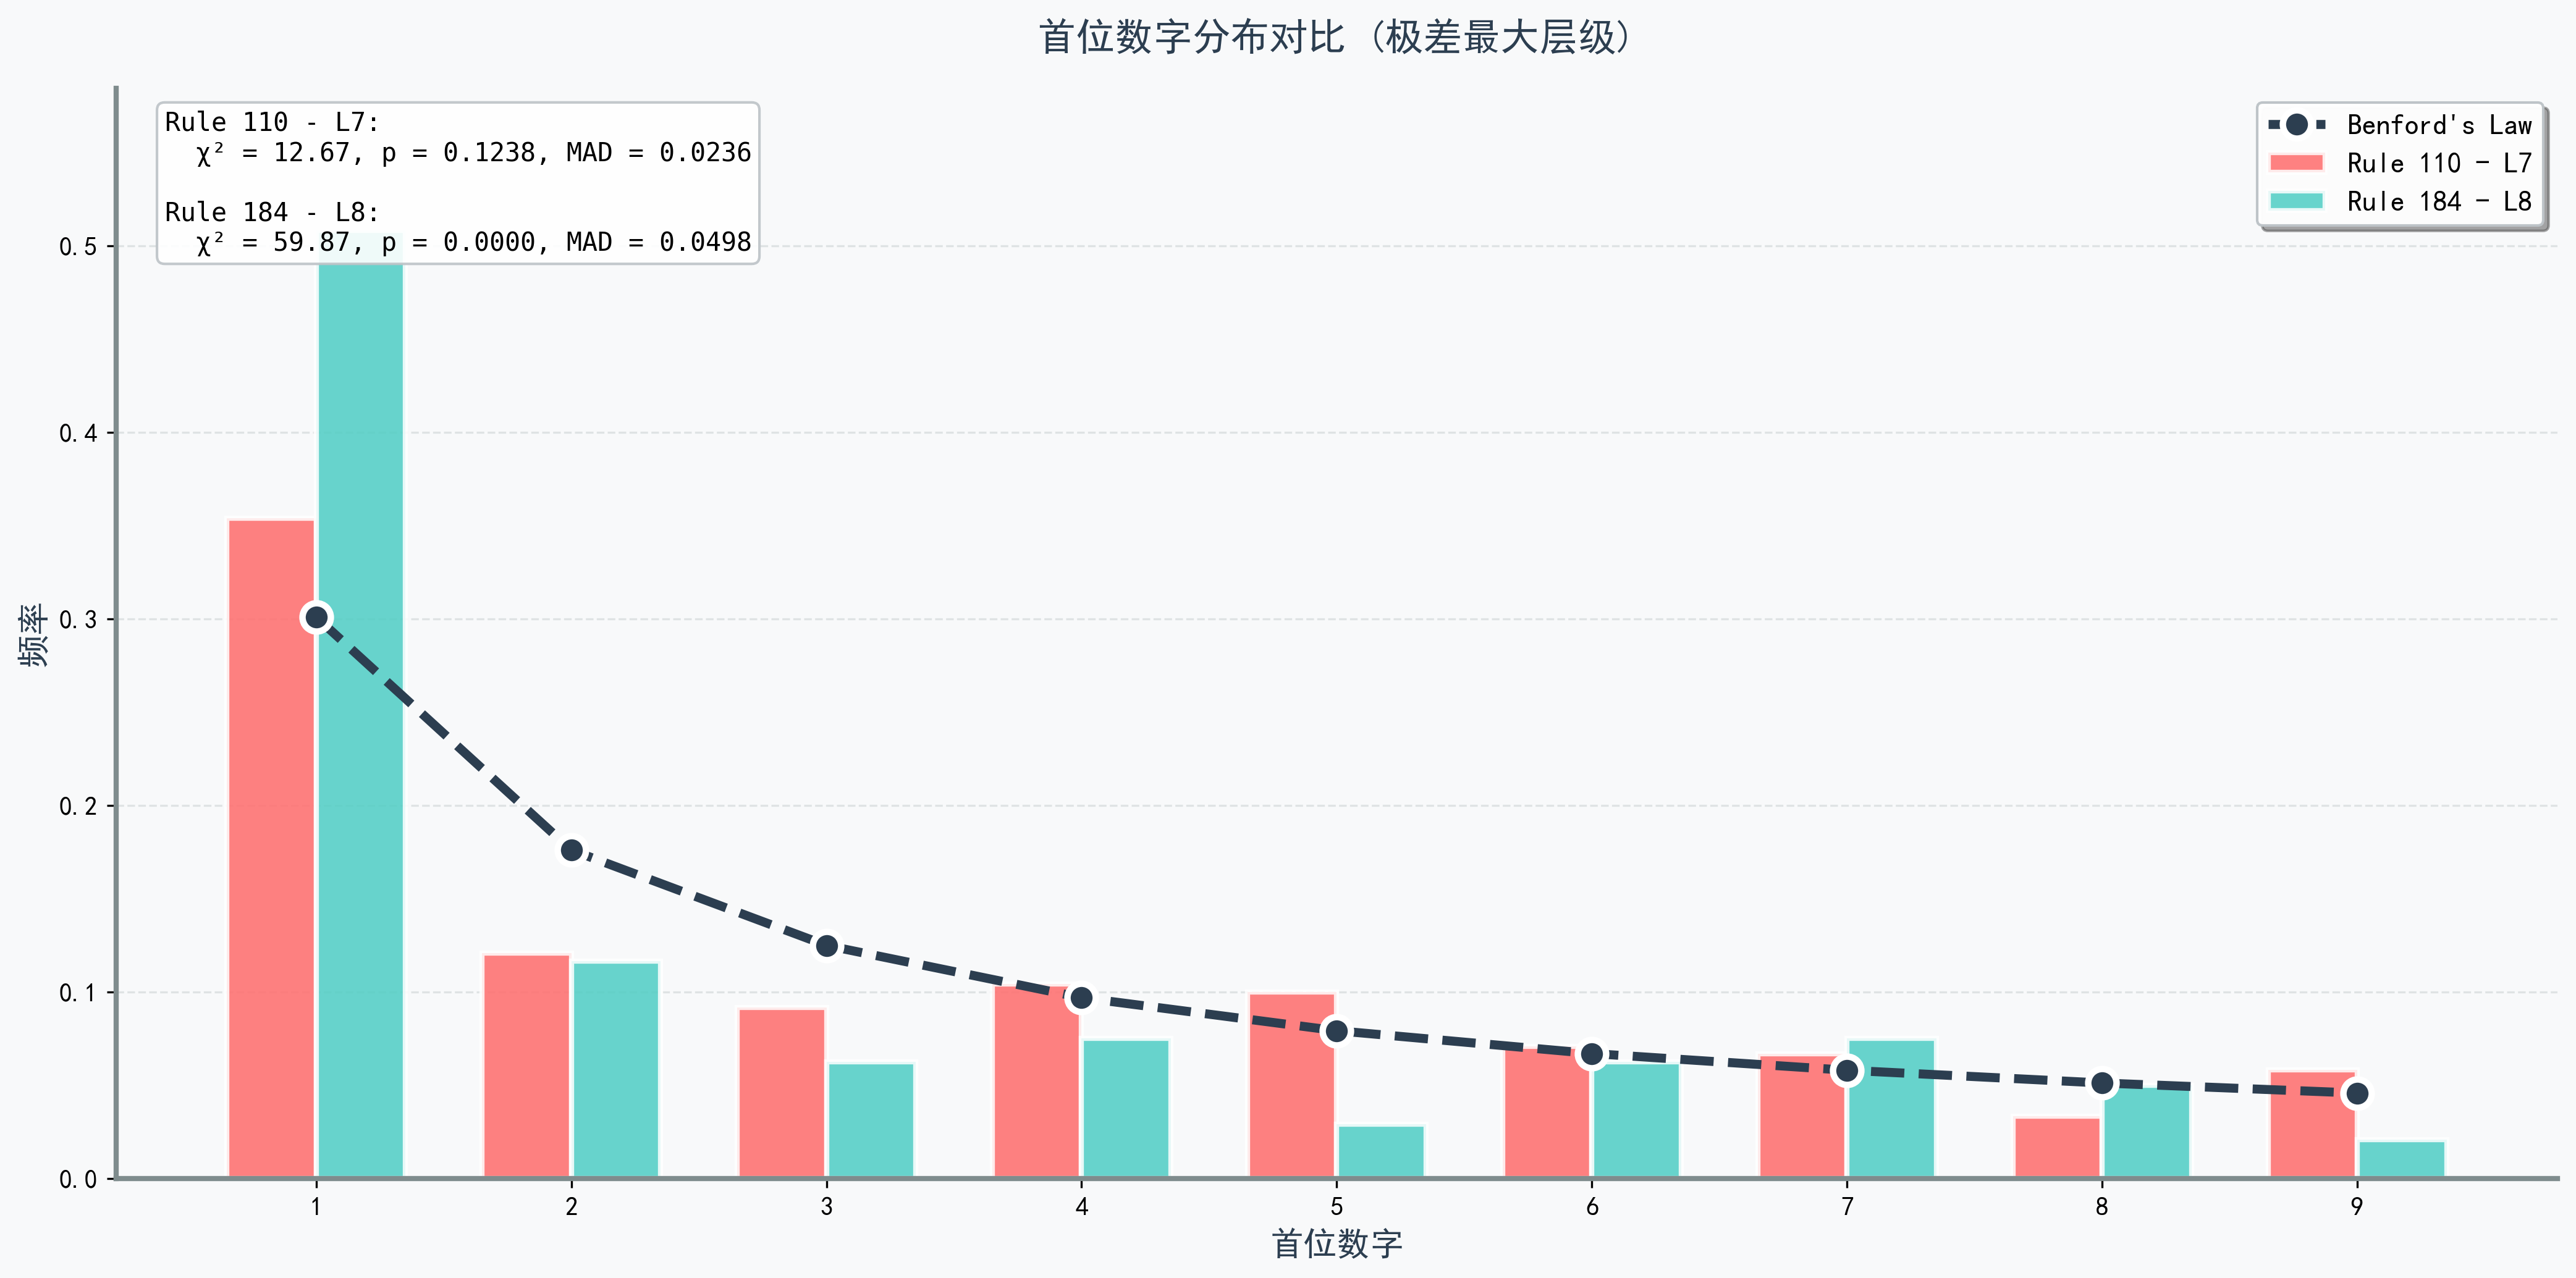 首位数字分布对比（极差最大层级）
Rule 110 - L7:
χ² = 12.67, p = 0.1238, MAD = 0.0236
Rule 184 - L8:
χ² = 59.87, p = 0.0000, MAD = 0.0498
Benford's Law
Rule 110 - L7
Rule 184 - L8
频率
0.5
0.4
0.3
0.2
0.1
0.0
1 2 3 4 5 6 7 8 9
首位数字